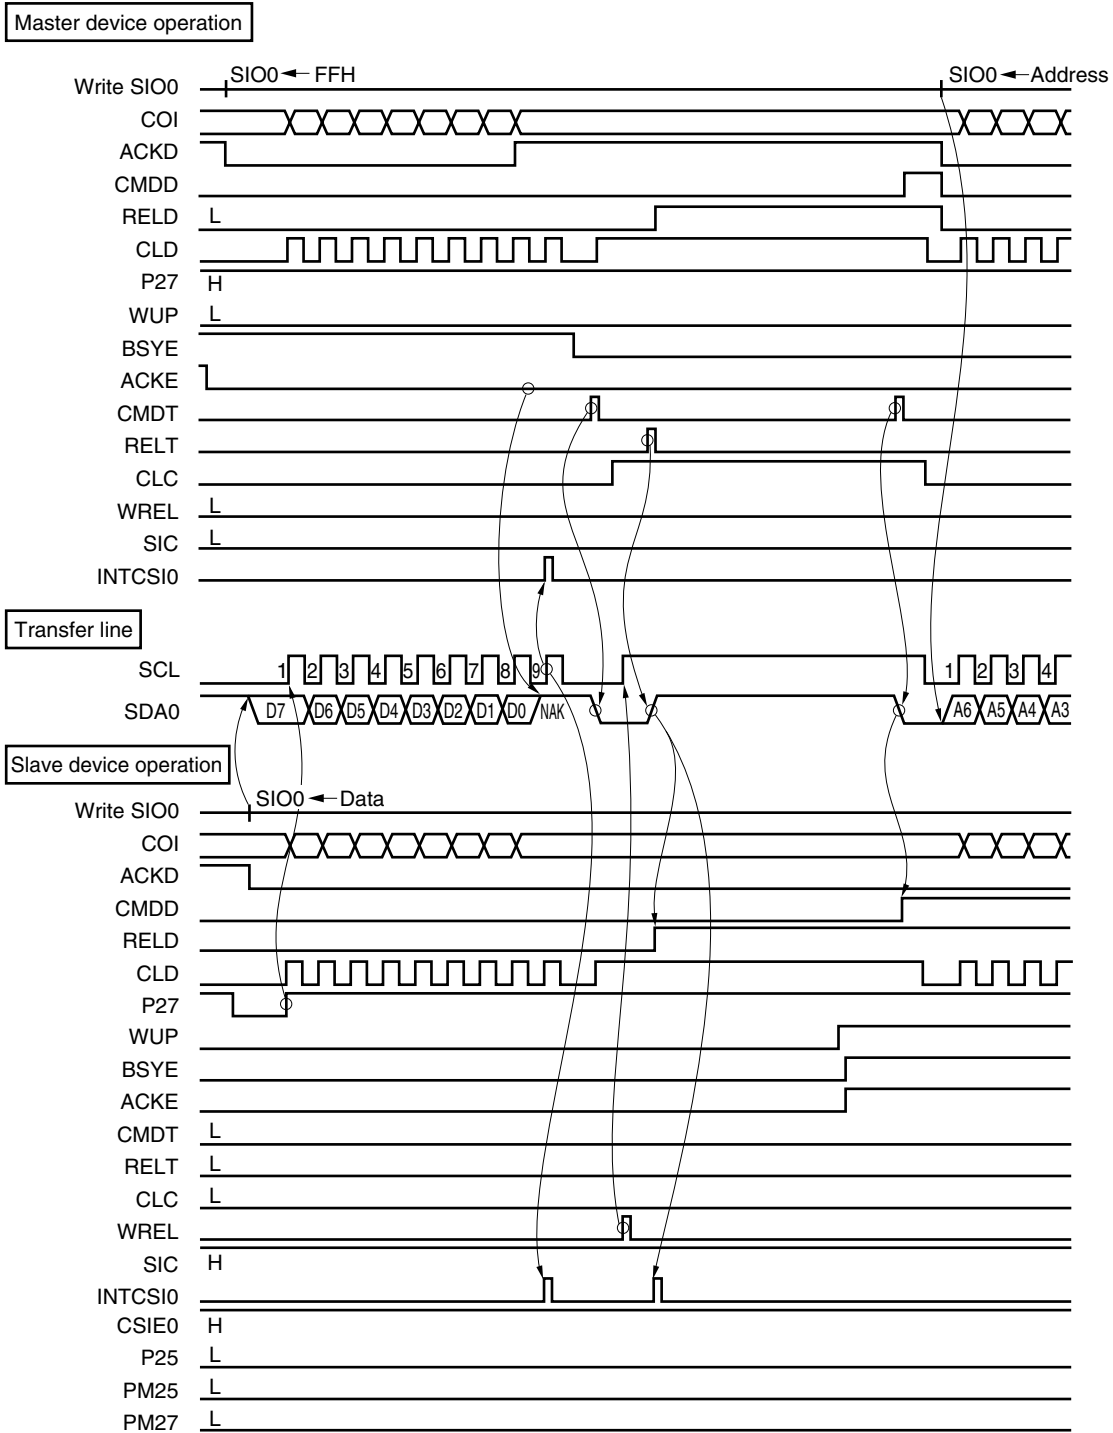 Master device operation
Write SIO0 SIO0 ← FFH SIO0 ← Address
COI
ACKD
CMDD
RELD L
CLD
P27 H
WUP L
BSYE
ACKE
CMDT
RELT
CLC
WREL L
SIC L
INTCSI0
Transfer line
SCL 1 2 3 4 5 6 7 8 9 1 2 3 4
SDA0 D7 D6 D5 D4 D3 D2 D1 D0 NAK A6 A5 A4 A3
Slave device operation
Write SIO0 SIO0 ← Data
COI
ACKD
CMDD
RELD
CLD
P27
WUP
BSYE
ACKE
CMDT L
RELT L
CLC L
WREL
SIC H
INTCSI0
CSIE0 H
P25 L
PM25 L
PM27 L